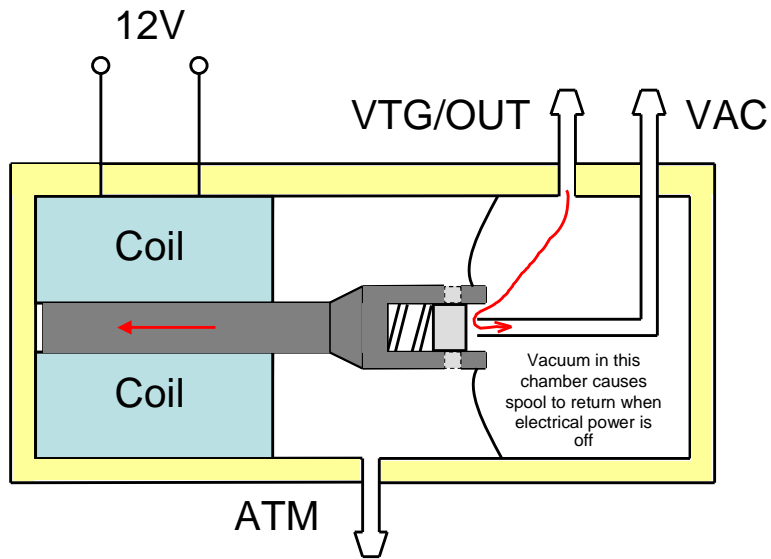 12V
VTG/OUT
VAC
Coil
Coil
Vacuum in this
chamber causes
spool to return when
electrical power is
off
ATM